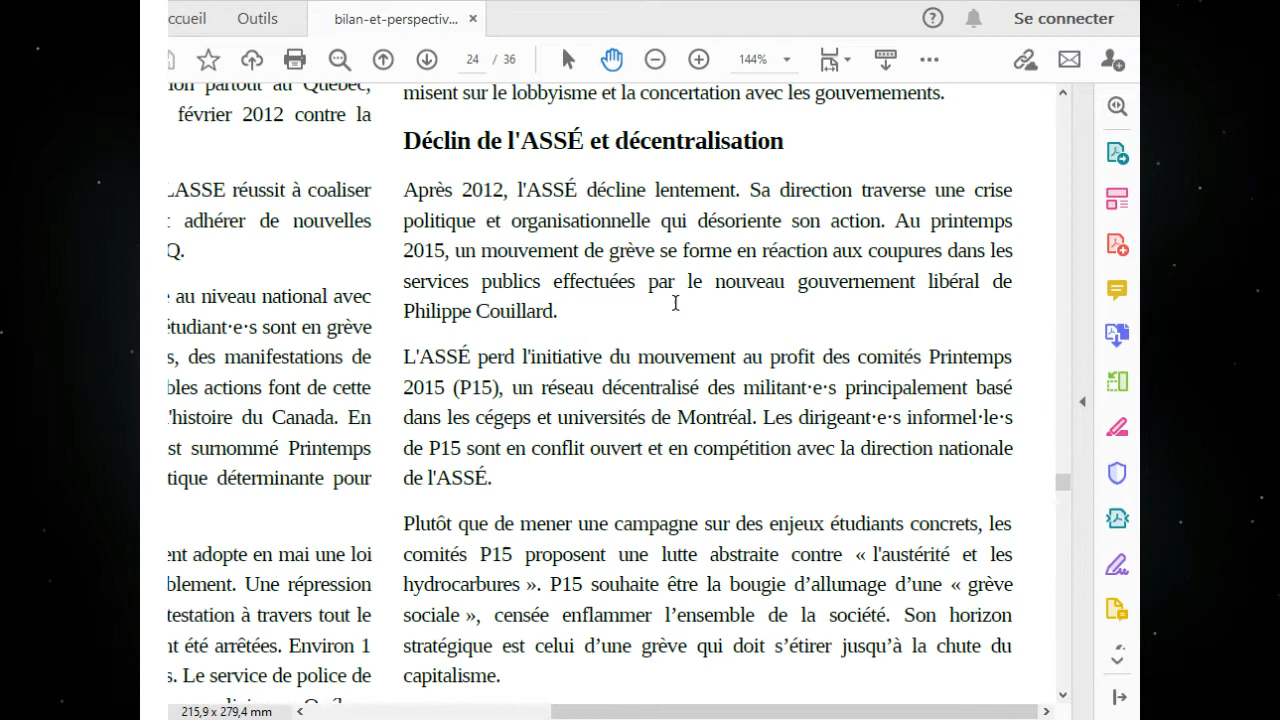 ccueil
Outils
bilan-et-perspectiv... ×
Se connecter
24 / 36
144%
ion partout au Québec,
février 2012 contre la
LASSE réussit à coaliser
adhérer de nouvelles
Q.
au niveau national avec
étudiant·e·s sont en grève
s, des manifestations de
bles actions font de cette
l'histoire du Canada. En
st surnommé Printemps
tique déterminante pour
ent adopte en mai une loi
blement. Une répression
testation à travers tout le
nt été arrêtées. Environ 1
s. Le service de police de
misent sur le lobbyisme et la concertation avec les gouvernements.
Déclin de l'ASSÉ et décentralisation
Après 2012, l'ASSÉ décline lentement. Sa direction traverse une crise
politique et organisationnelle qui désoriente son action. Au printemps
2015, un mouvement de grève se forme en réaction aux coupures dans les
services publics effectuées par le nouveau gouvernement libéral de
Philippe Couillard.
L'ASSÉ perd l'initiative du mouvement au profit des comités Printemps
2015 (P15), un réseau décentralisé des militant·e·s principalement basé
dans les cégeps et universités de Montréal. Les dirigeant·e·s informel·le·s
de P15 sont en conflit ouvert et en compétition avec la direction nationale
de l'ASSÉ.
Plutôt que de mener une campagne sur des enjeux étudiants concrets, les
comités P15 proposent une lutte abstraite contre « l'austérité et les
hydrocarbures ». P15 souhaite être la bougie d’allumage d’une « grève
sociale », censée enflammer l’ensemble de la société. Son horizon
stratégique est celui d’une grève qui doit s’étirer jusqu’à la chute du
capitalisme.
215,9 x 279,4 mm